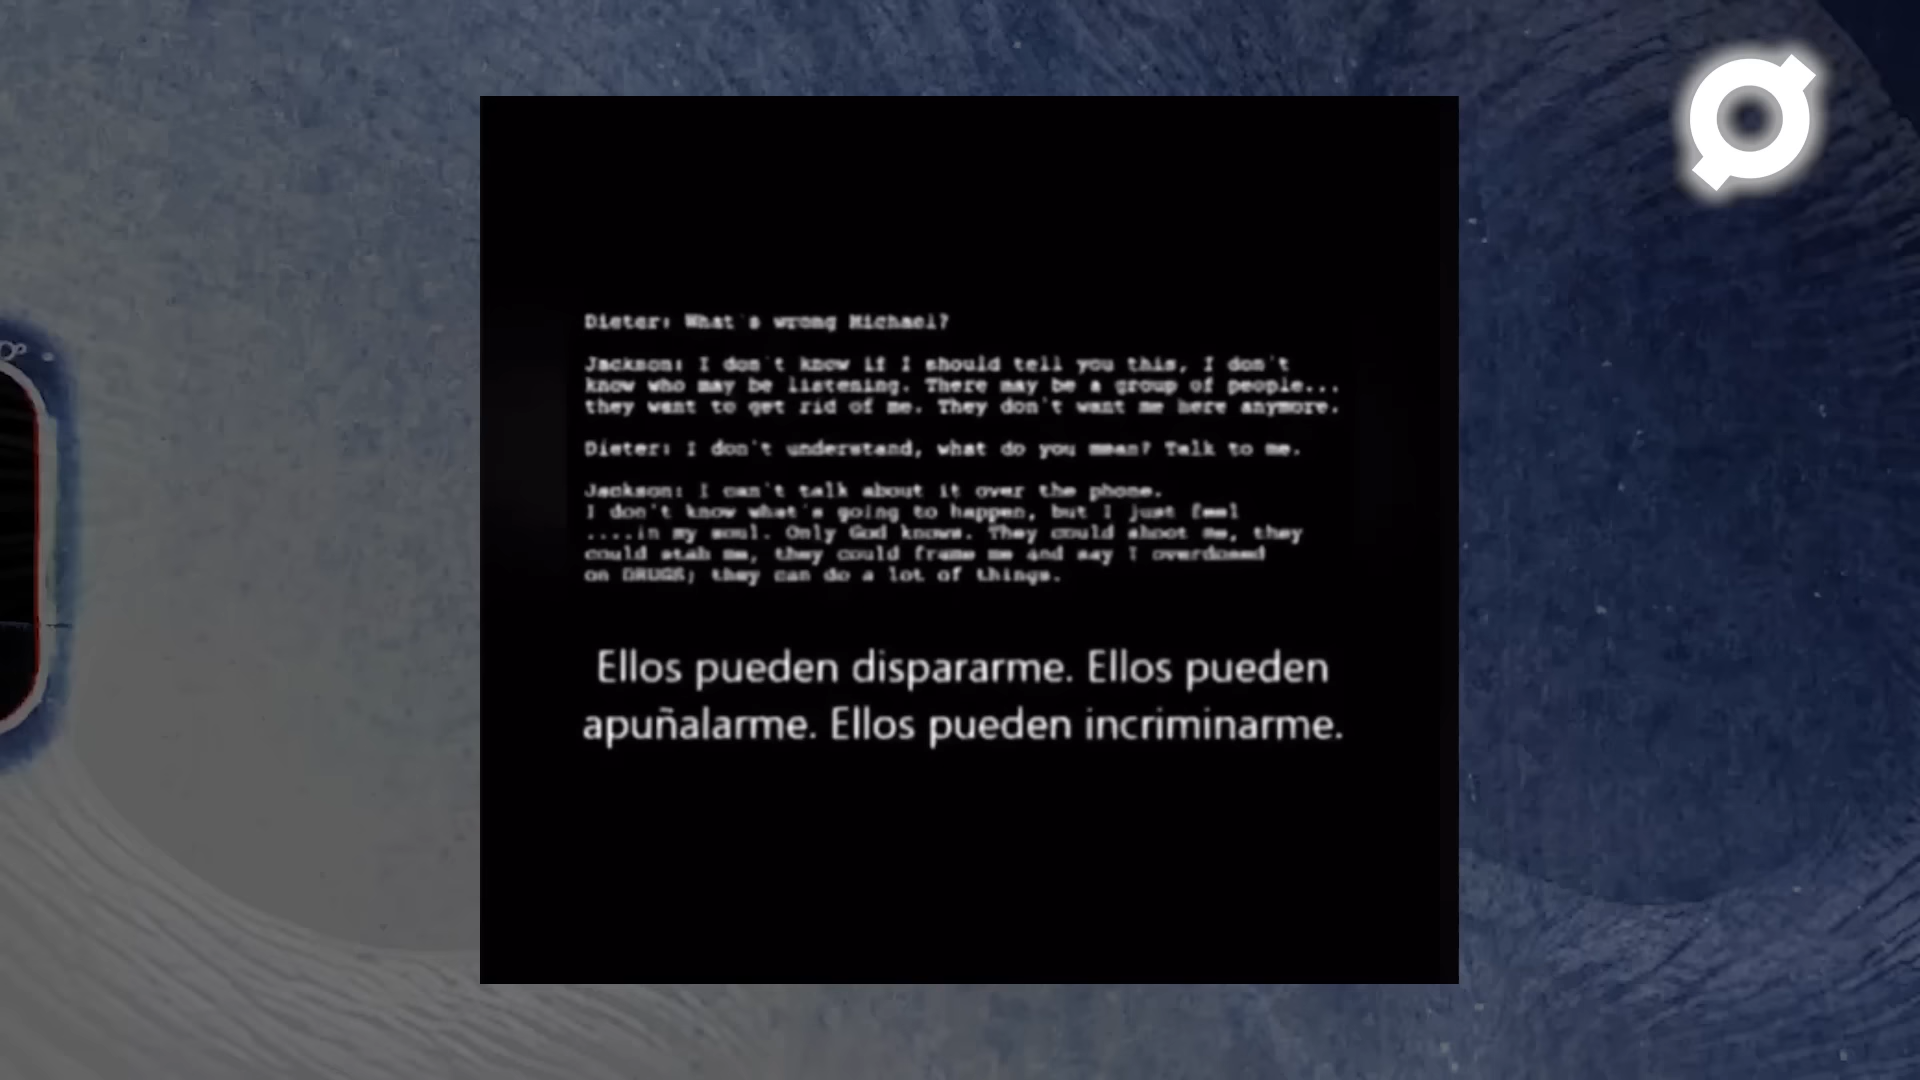 Dieter: What's wrong Michael?
Jackson: I don't know if I should tell you this, I don't
know who may be listening. There may be a group of people...
they want to get rid of me. They don't want me here anymore.
Dieter: I don't understand, what do you mean? Talk to me.
Jackson: I can't talk about it over the phone.
I don't know what's going to happen, but I just feel
....in my soul. Only God knows. They could shoot me, they
could stab me, they could frame me and say I overdosed
on DRUGS; they can do a lot of things.
Ellos pueden dispararme. Ellos pueden
apuñalarme. Ellos pueden incriminarme.